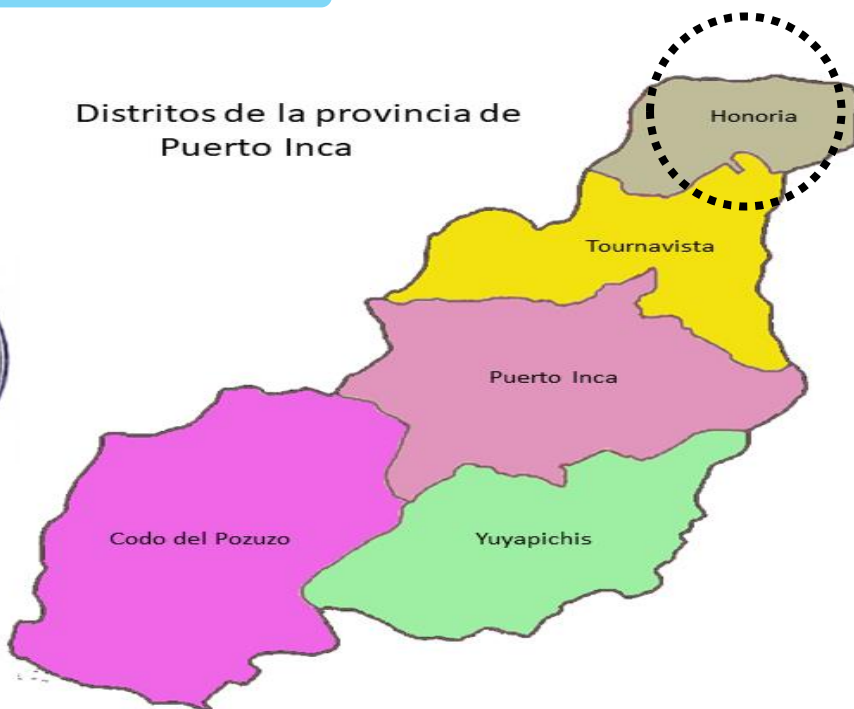 Distritos de la provincia de
Puerto Inca
Honoria
Tournavista
Puerto Inca
Codo del Pozuzo
Yuyapichis